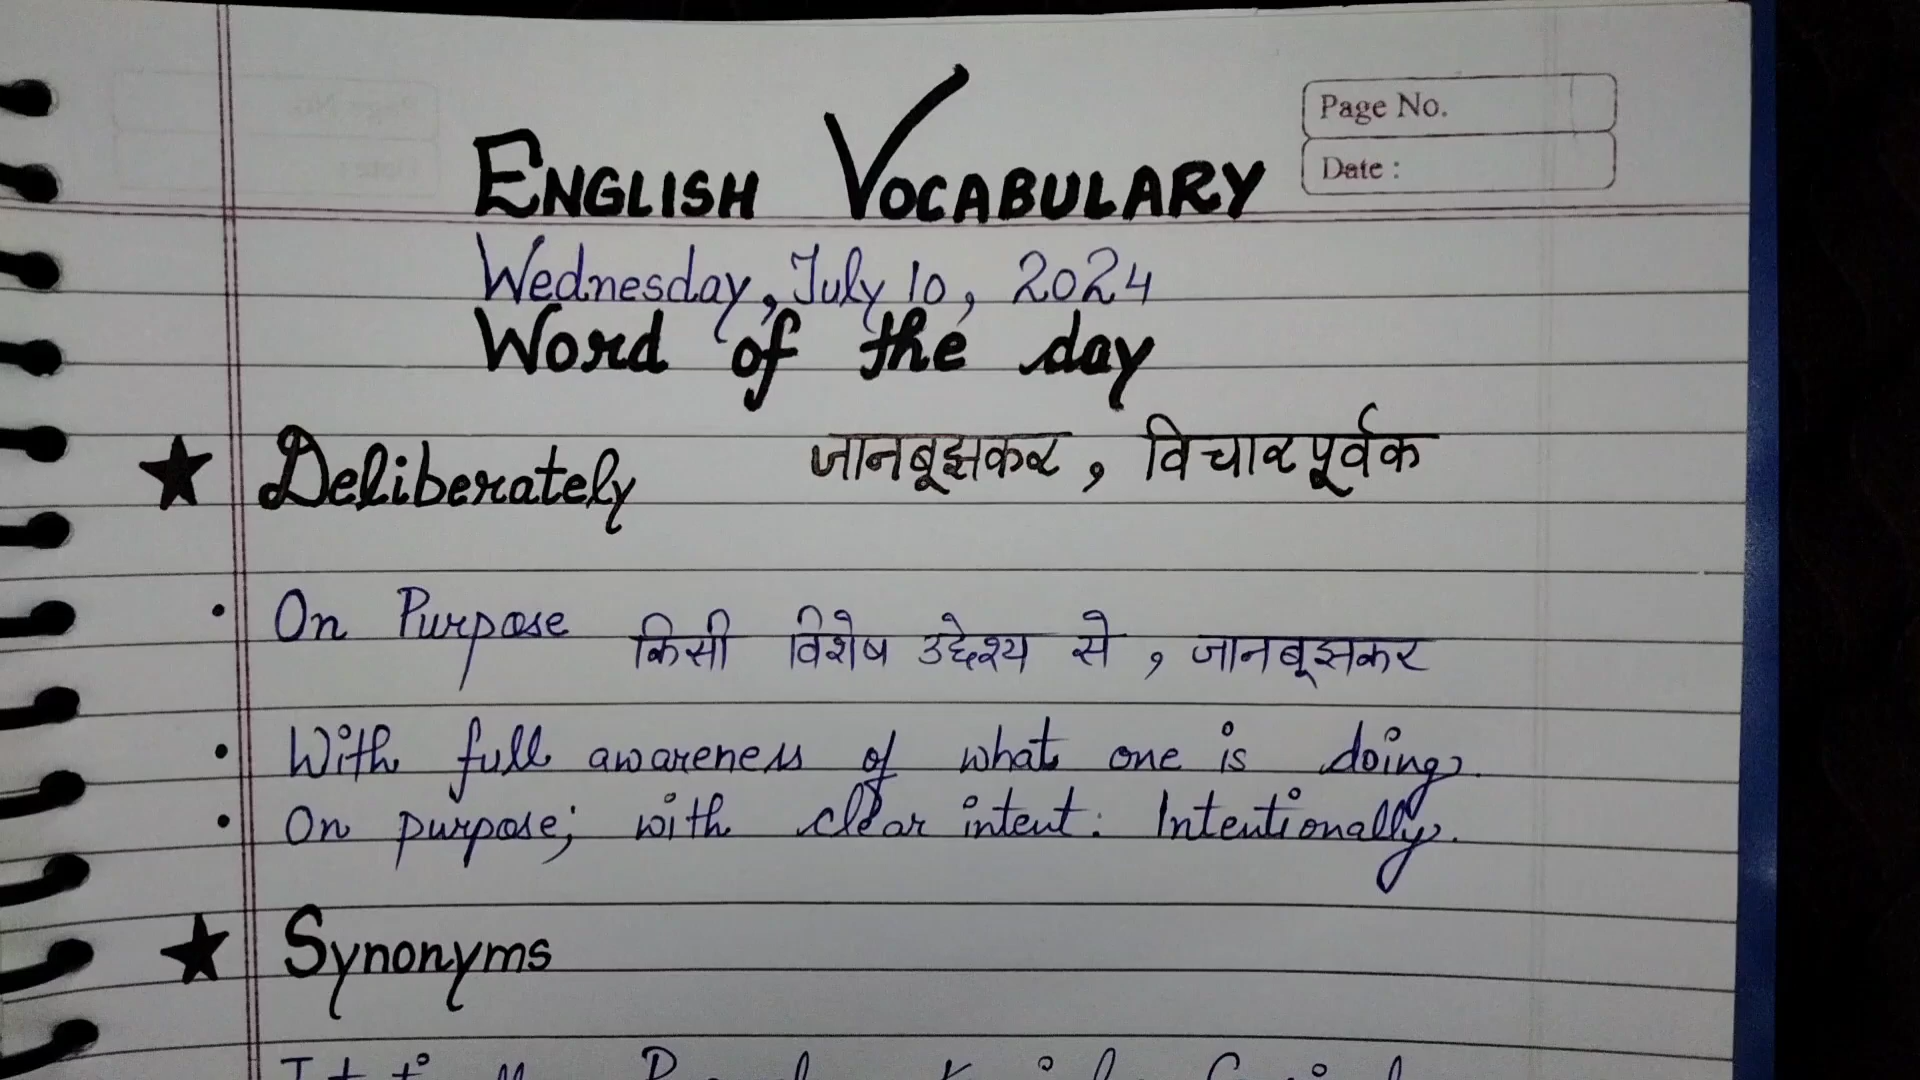 Page No.
Date :
ENGLISH VOCABULARY
Wednesday, July 10, 2024
Word of the day
★ Deliberately जानबूझकर, विचारपूर्वक
• On Purpose किसी विशेष उद्देश्य से, जानबूझकर
• With full awareness of what one is doing.
• On purpose; with clear intent. Intentionally.
★ Synonyms